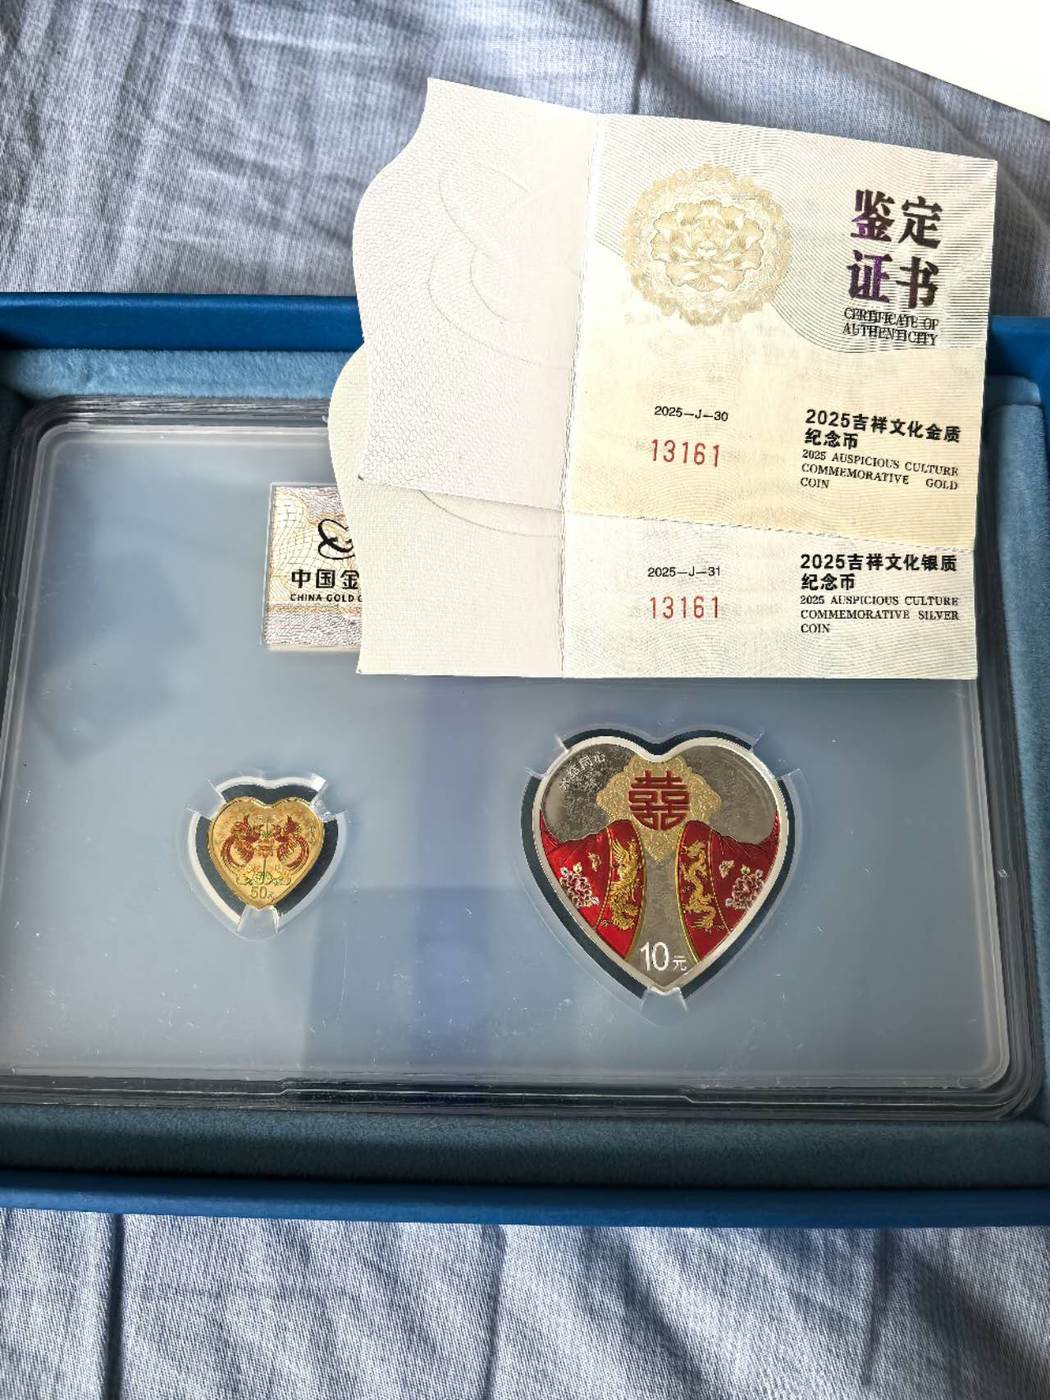 鉴定
证书
CERTIFICATE OF
AUTHENTICITY
2025-J-30
13161
2025吉祥文化金质
纪念币
2025 AUSPICIOUS CULTURE
COMMEMORATIVE GOLD
COIN
2025-J-31
13161
2025吉祥文化银质
纪念币
2025 AUSPICIOUS CULTURE
COMMEMORATIVE SILVER
COIN
中国金
CHINA GOLD
50
囍
10元